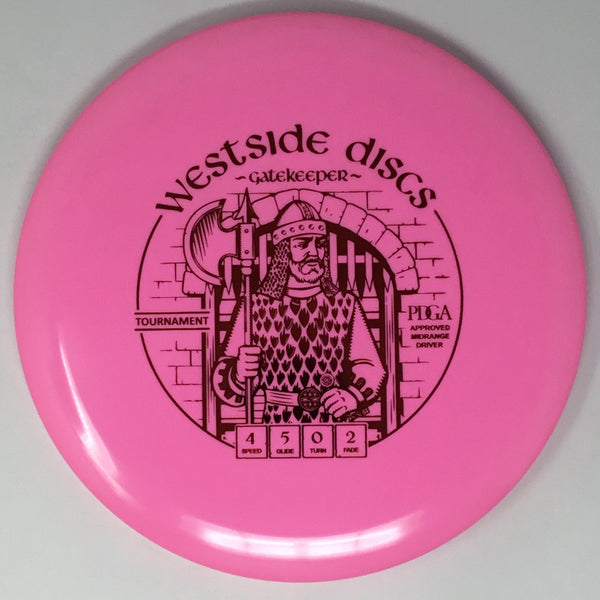 Westside Discs
~Gatekeeper~
TOURNAMENT
PDGA
APPROVED
MIDRANGE
DRIVER
4 5 0 2
SPEED GLIDE TURN FADE